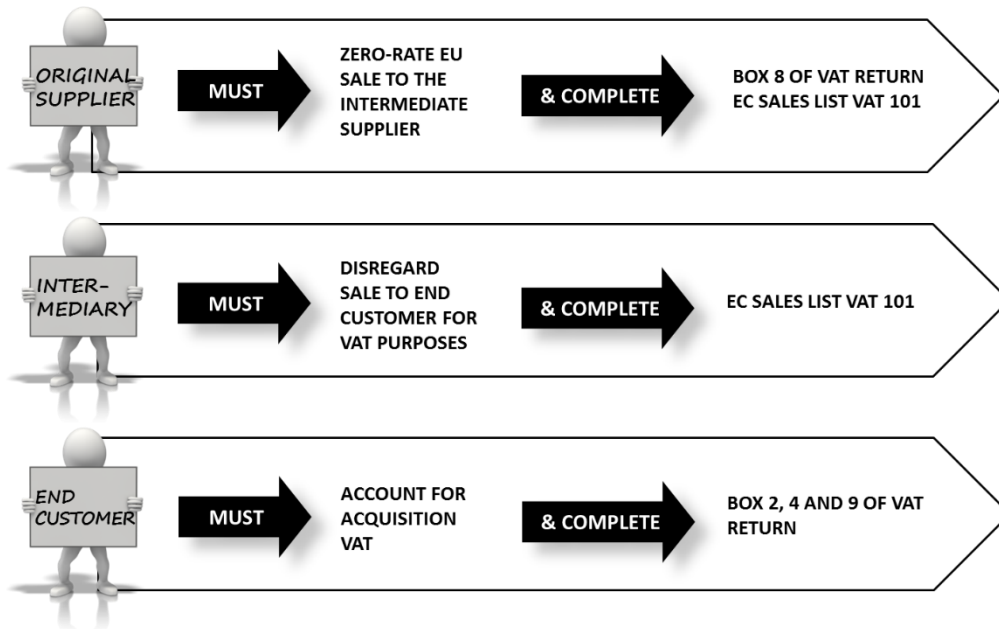 ORIGINAL
SUPPLIER
MUST
ZERO-RATE EU
SALE TO THE
INTERMEDIATE
SUPPLIER
& COMPLETE
BOX 8 OF VAT RETURN
EC SALES LIST VAT 101
INTER-
MEDIARY
MUST
DISREGARD
SALE TO END
CUSTOMER FOR
VAT PURPOSES
& COMPLETE
EC SALES LIST VAT 101
END
CUSTOMER
MUST
ACCOUNT FOR
ACQUISITION
VAT
& COMPLETE
BOX 2, 4 AND 9 OF VAT
RETURN